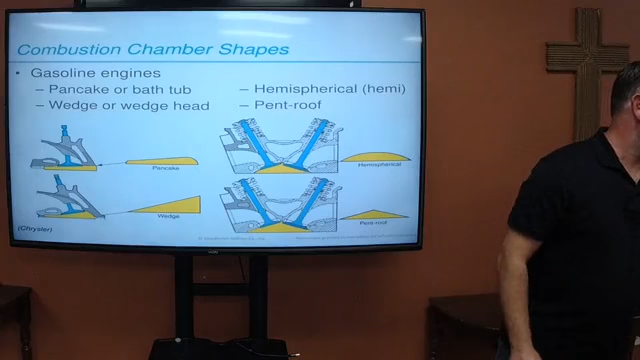 Combustion Chamber Shapes
• Gasoline engines
– Pancake or bath tub
– Wedge or wedge head
– Hemispherical (hemi)
– Pent-roof
Pancake
Hemispherical
Wedge
Pent-roof
(Chrysler)